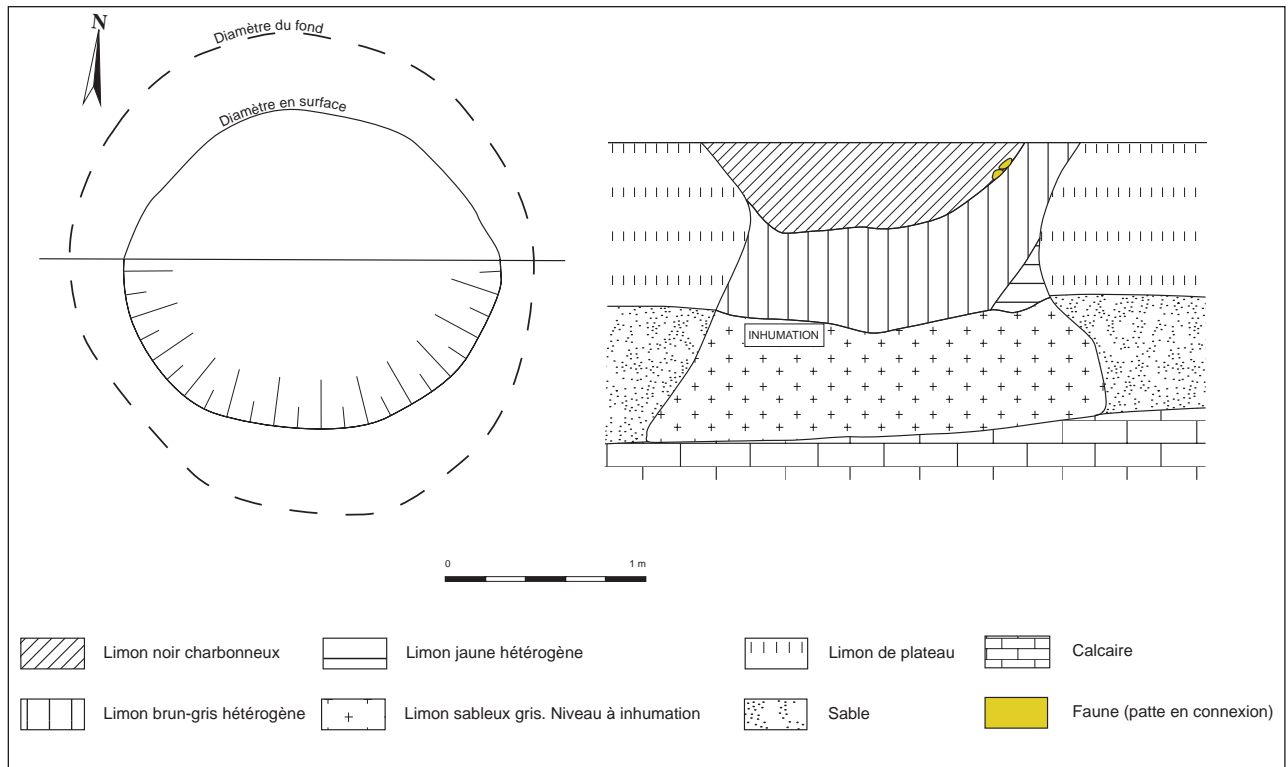 N
Diamètre du fond
Diamètre en surface
INHUMATION
0 1 m
Limon noir charbonneux
Limon jaune hétérogène
Limon de plateau
Calcaire
Limon brun-gris hétérogène
Limon sableux gris. Niveau à inhumation
Sable
Faune (patte en connexion)